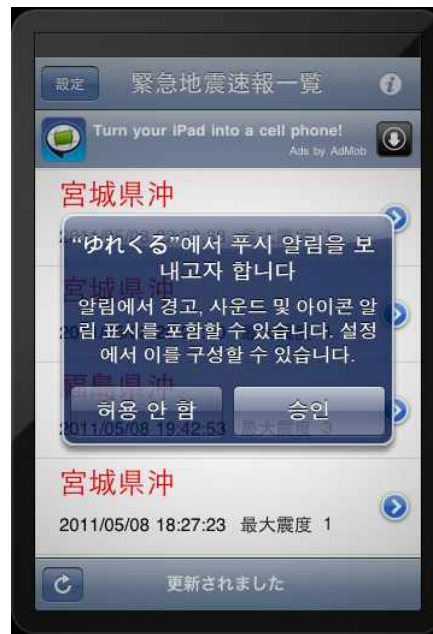 設定
緊急地震速報一覧
Turn your iPad into a cell phone!
Ads by AdMob
宮城県沖
“ゆれくる”에서 푸시 알림을 보
내고자 합니다
알림에서 경고, 사운드 및 아이콘 알
림 표시를 포함할 수 있습니다. 설정
에서 이를 구성할 수 있습니다.
허용 안 함
승인
福島県沖
2011/05/08 19:42:53 最大震度 3
宮城県沖
2011/05/08 18:27:23 最大震度 1
更新されました